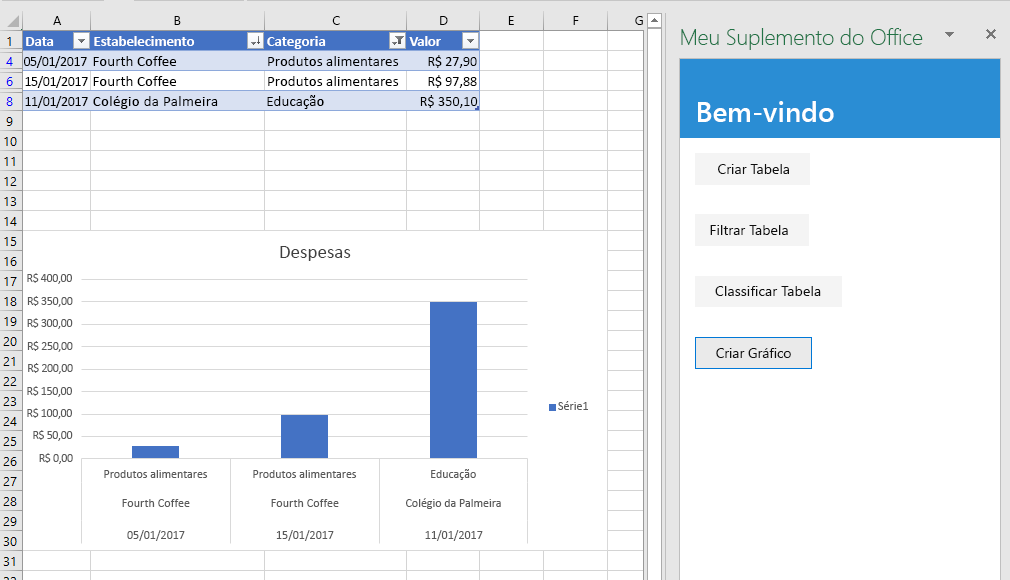 A B C D E F G
1 Data Estabelecimento Categoria Valor
4 05/01/2017 Fourth Coffee Produtos alimentares R$ 27,90
6 15/01/2017 Fourth Coffee Produtos alimentares R$ 97,88
8 11/01/2017 Colégio da Palmeira Educação R$ 350,10
9
10
11
12
13
14
15
16
17
18
19
20
21
22
23
24
25
26
27
28
29
30
31
Despesas
R$ 400,00
R$ 350,00
R$ 300,00
R$ 250,00
R$ 200,00
R$ 150,00
R$ 100,00
R$ 50,00
R$ 0,00
Produtos alimentares Produtos alimentares Educação
Fourth Coffee Fourth Coffee Colégio da Palmeira
05/01/2017 15/01/2017 11/01/2017
Série1
Meu Suplemento do Office
Bem-vindo
Criar Tabela
Filtrar Tabela
Classificar Tabela
Criar Gráfico